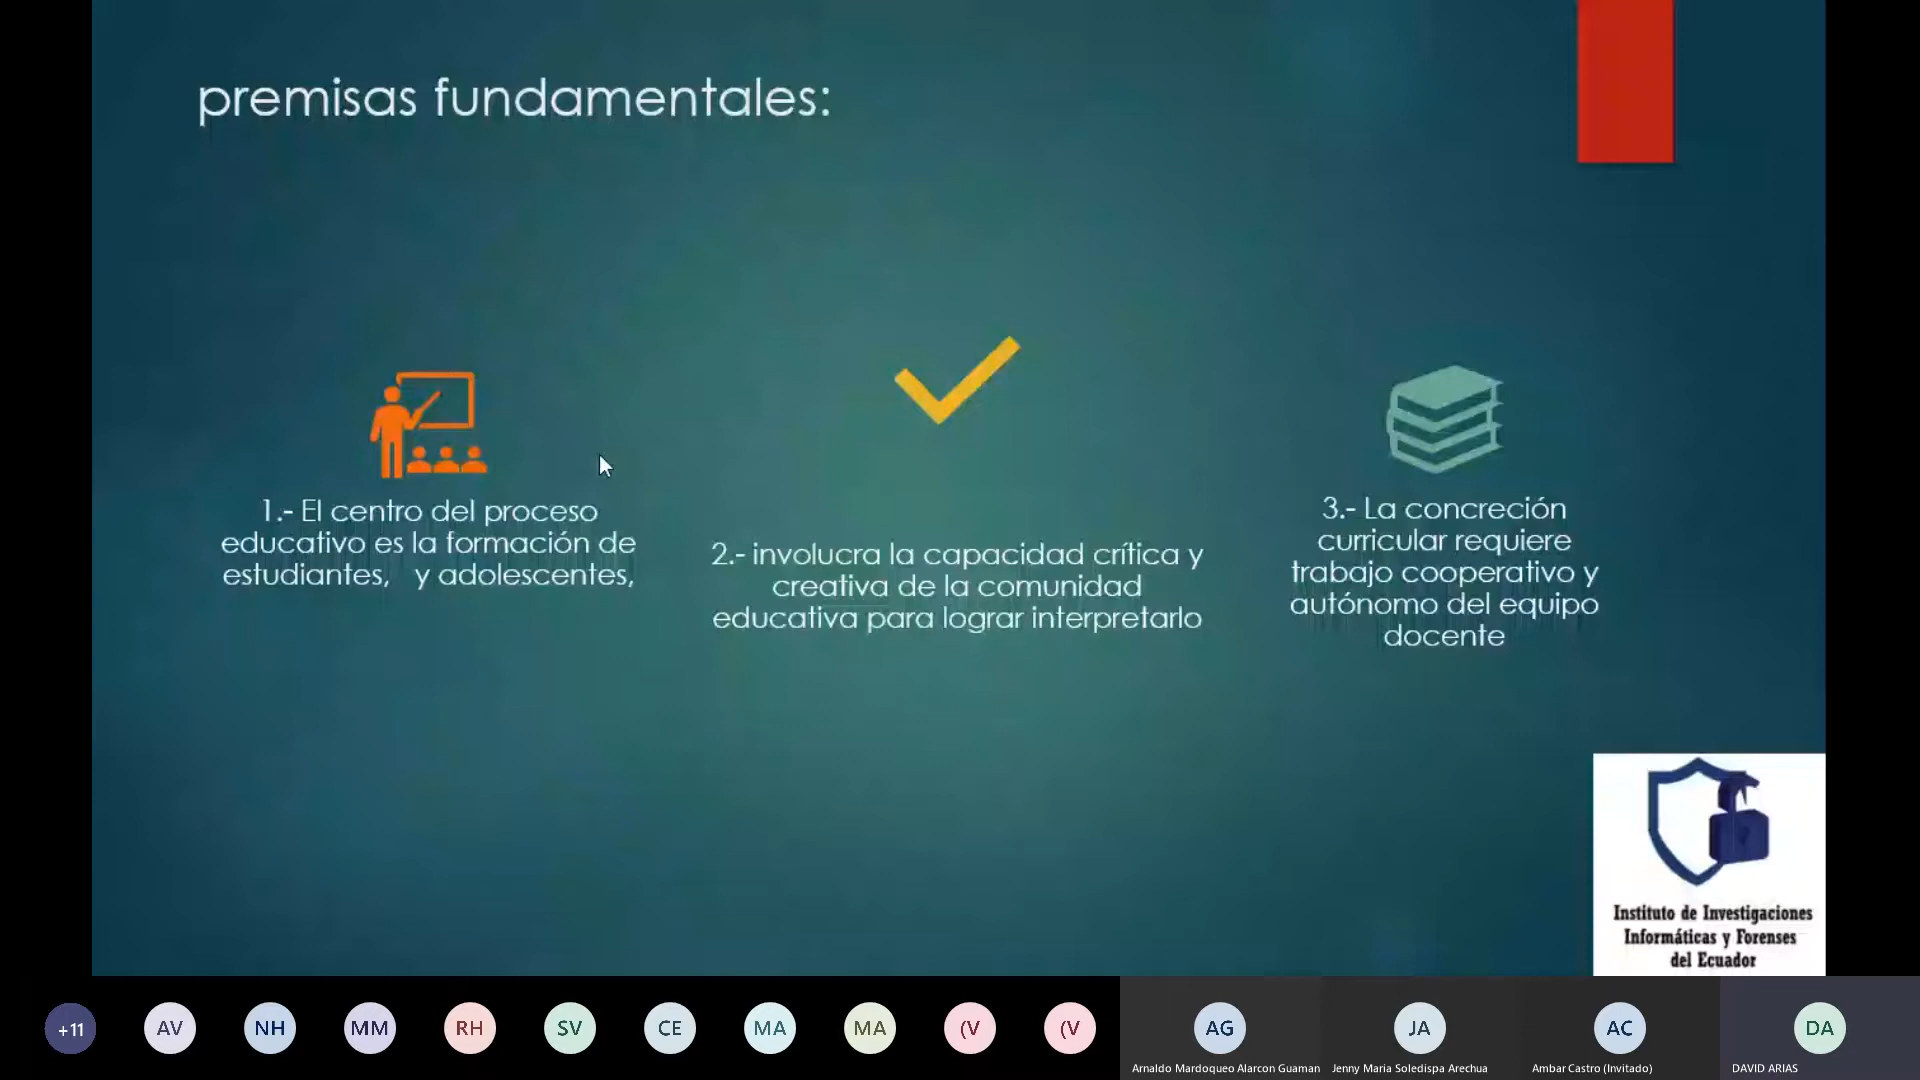 premisas fundamentales:
1.- El centro del proceso
educativo es la formación de
estudiantes,   y adolescentes,
2.- involucra la capacidad crítica y
creativa de la comunidad
educativa para lograr interpretarlo
3.- La concreción
curricular requiere
trabajo cooperativo y
autónomo del equipo
docente
Instituto de Investigaciones
Informáticas y Forenses
del Ecuador
+11
AV
NH
MM
RH
SV
CE
MA
MA
(V
(V
AG
Arnaldo Mardoqueo Alarcon Guaman
JA
Jenny Maria Soledispa Arechua
AC
Ambar Castro (Invitado)
DA
DAVID ARIAS